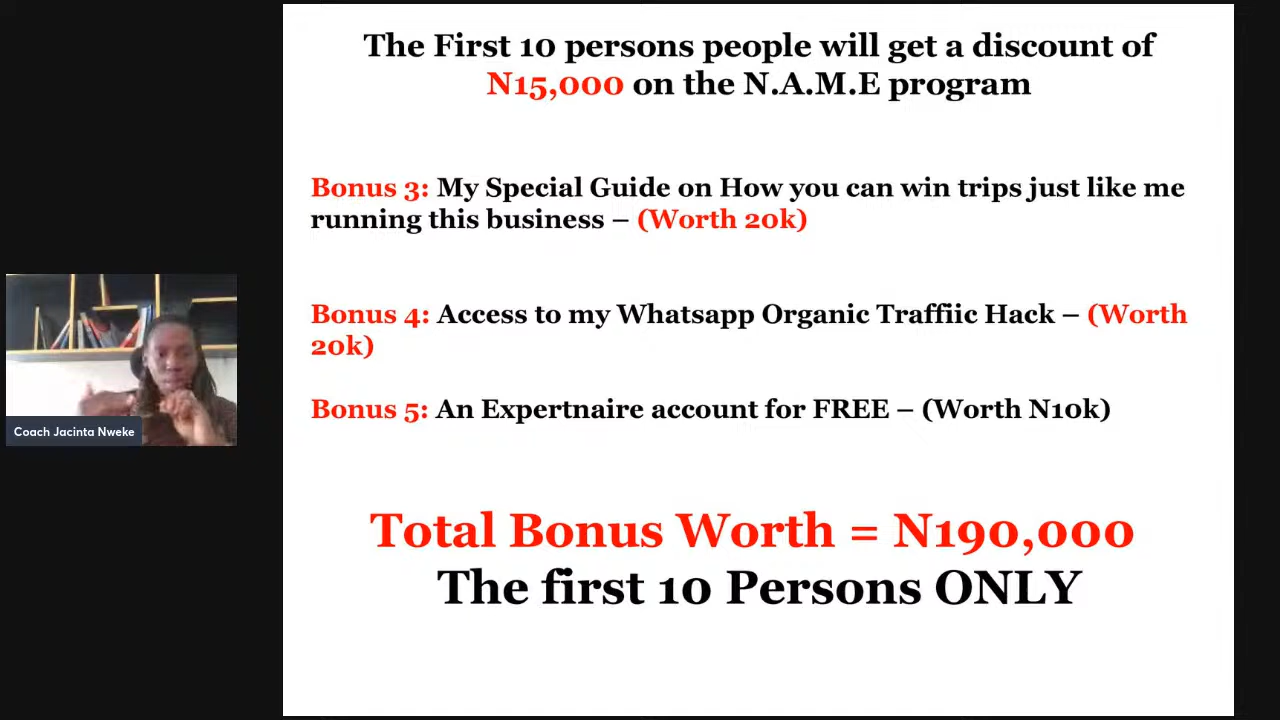 The First 10 persons people will get a discount of
N15,000 on the N.A.M.E program
Bonus 3: My Special Guide on How you can win trips just like me
running this business – (Worth 20k)
Bonus 4: Access to my Whatsapp Organic Traffiic Hack – (Worth
20k)
Bonus 5: An Expertnaire account for FREE – (Worth N10k)
Coach Jacinta Nweke
Total Bonus Worth = N190,000
The first 10 Persons ONLY